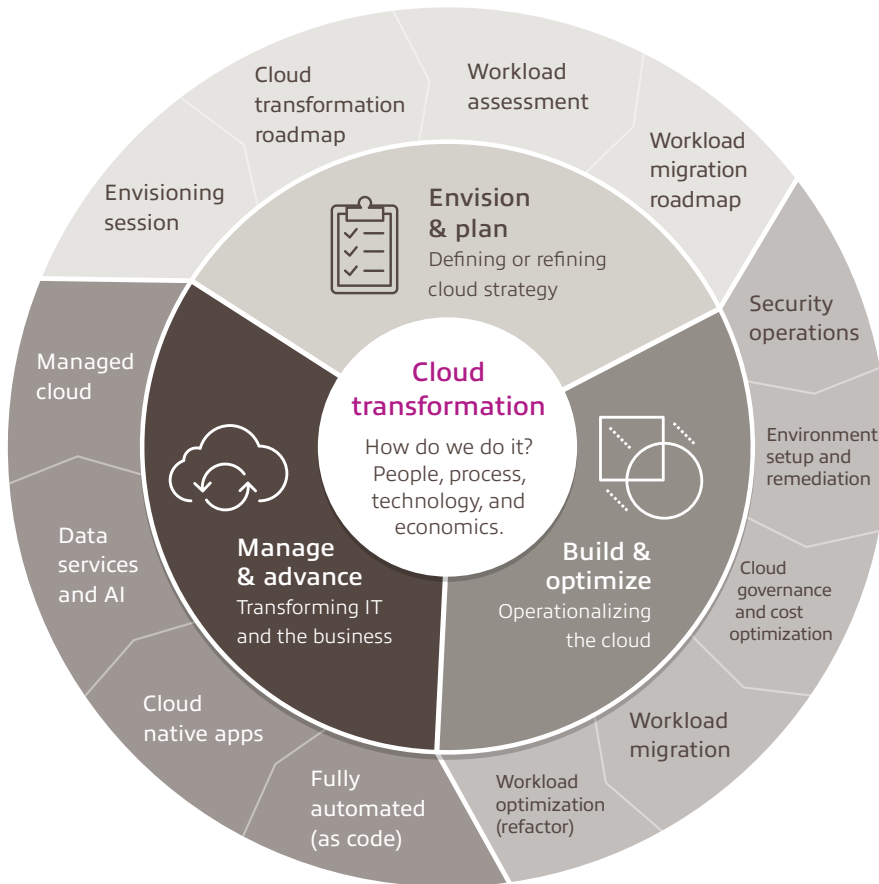 Cloud
transformation
How do we do it?
People, process,
technology, and
economics.
Envision
& plan
Defining or refining
cloud strategy
Build &
optimize
Operationalizing
the cloud
Manage
& advance
Transforming IT
and the business
Envisioning
session
Cloud
transformation
roadmap
Workload
assessment
Workload
migration
roadmap
Security
operations
Environment
setup and
remediation
Cloud
governance
and cost
optimization
Workload
migration
Workload
optimization
(refactor)
Fully
automated
(as code)
Cloud
native apps
Data
services
and AI
Managed
cloud